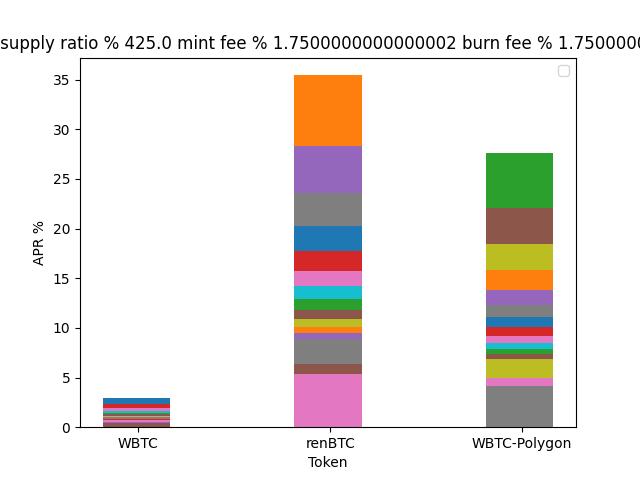 supply ratio % 425.0 mint fee % 1.7500000000000002 burn fee % 1.750000
APR %
35
30
25
20
15
10
5
0
WBTC renBTC WBTC-Polygon
Token